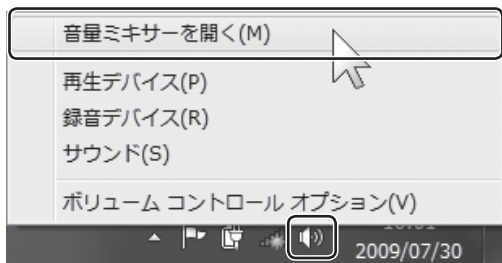 音量ミキサーを開く(M)
再生デバイス(P)
録音デバイス(R)
サウンド(S)
ボリューム コントロール オプション(V)
2009/07/30